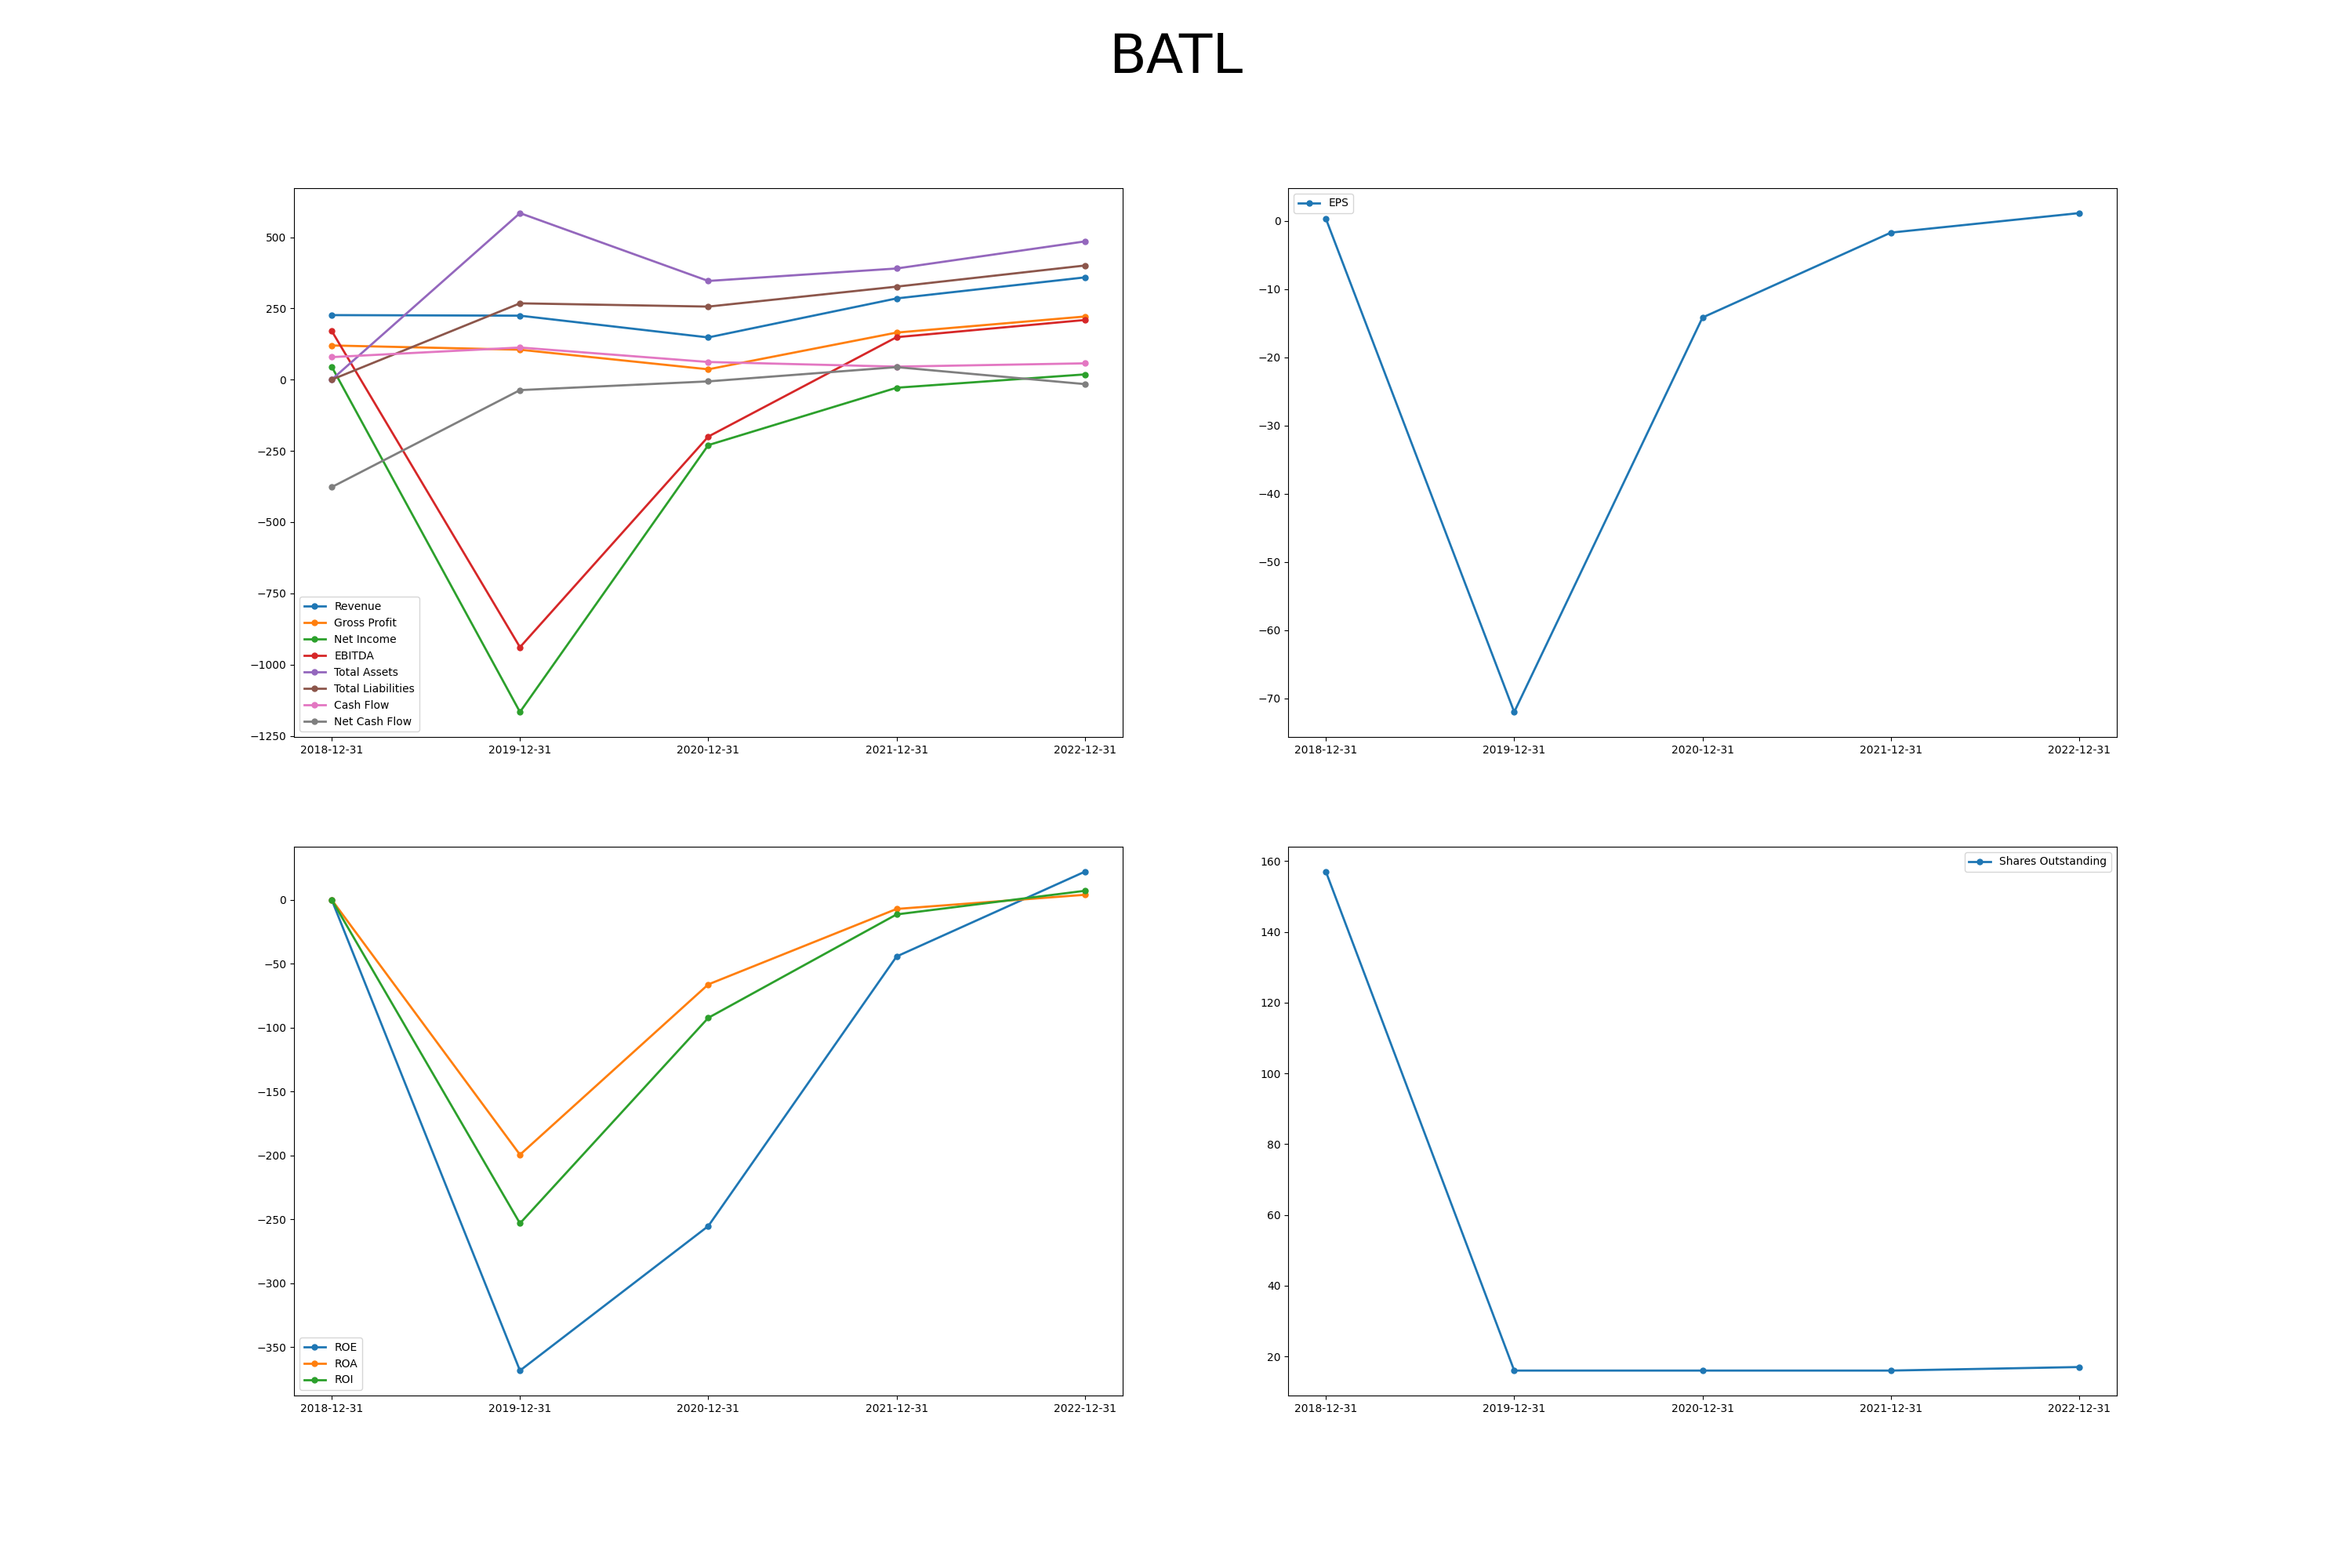 BATL
500
250
0
−250
−500
−750
−1000
−1250
Revenue
Gross Profit
Net Income
EBITDA
Total Assets
Total Liabilities
Cash Flow
Net Cash Flow
2018-12-31 2019-12-31 2020-12-31 2021-12-31 2022-12-31
EPS
0
−10
−20
−30
−40
−50
−60
−70
2018-12-31 2019-12-31 2020-12-31 2021-12-31 2022-12-31
0
−50
−100
−150
−200
−250
−300
−350
ROE
ROA
ROI
2018-12-31 2019-12-31 2020-12-31 2021-12-31 2022-12-31
Shares Outstanding
160
140
120
100
80
60
40
20
2018-12-31 2019-12-31 2020-12-31 2021-12-31 2022-12-31